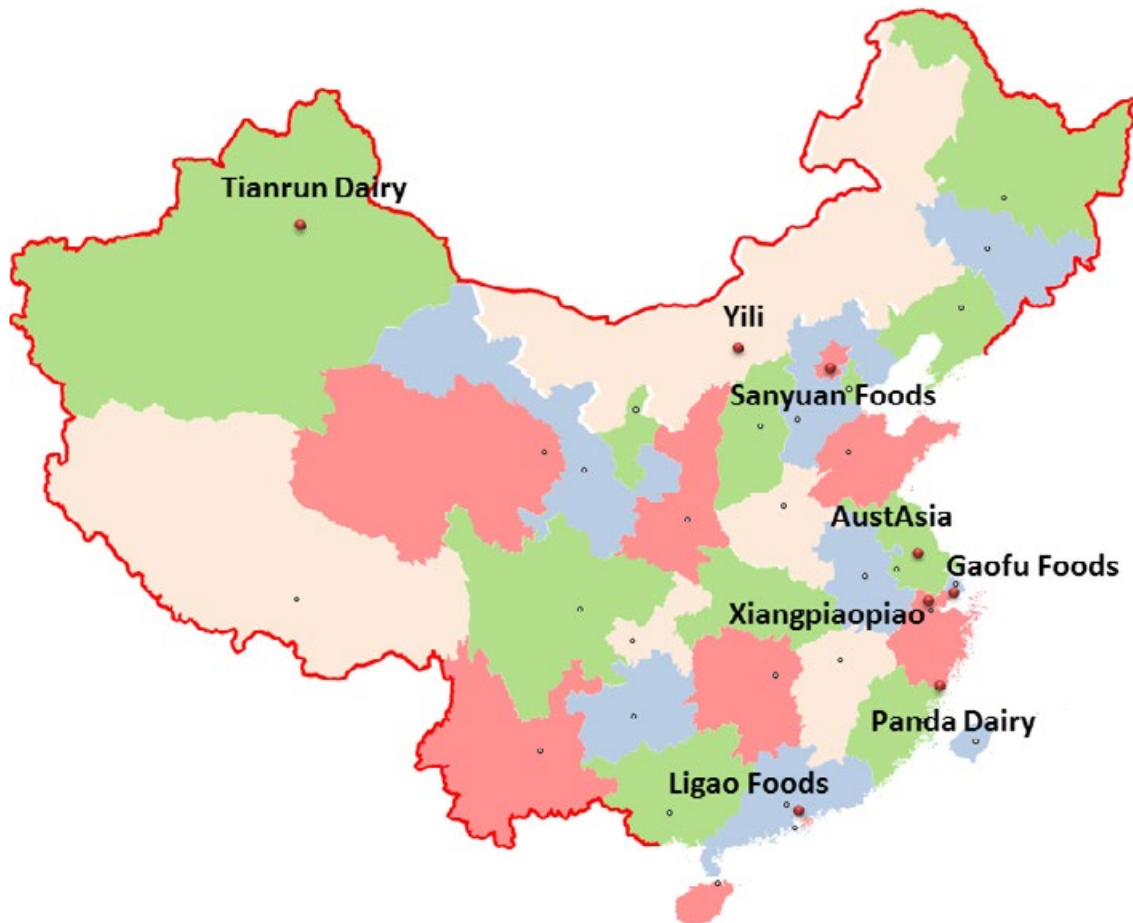 Tianrun Dairy
Yili
Sanyuan Foods
AustAsia
Gaofu Foods
Xiangpiaopiao
Panda Dairy
Ligao Foods